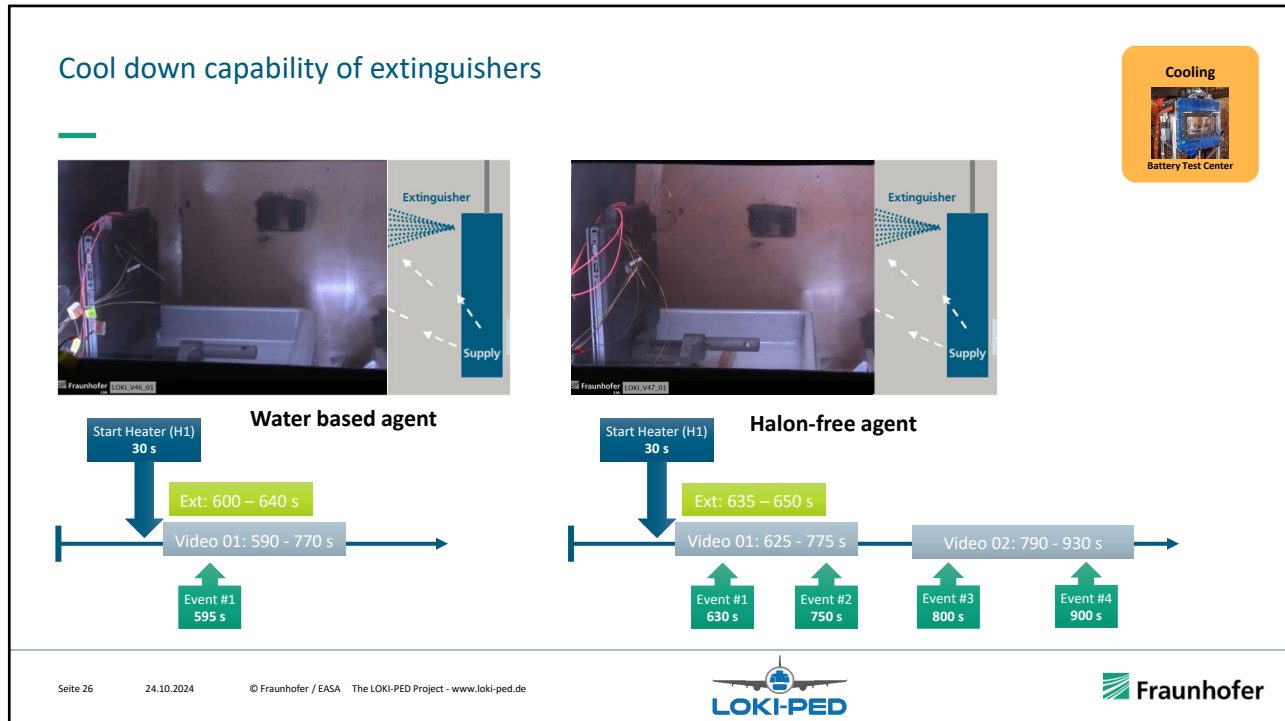 Cool down capability of extinguishers
Cooling
Battery Test Center
Extinguisher
Supply
Fraunhofer
LOKI_V46_01
Extinguisher
Supply
Fraunhofer
LOKI_V47_01
Water based agent
Start Heater (H1)
30 s
Ext: 600 – 640 s
Video 01: 590 - 770 s
Event #1
595 s
Halon-free agent
Start Heater (H1)
30 s
Ext: 635 – 650 s
Video 01: 625 - 775 s
Video 02: 790 - 930 s
Event #1
630 s
Event #2
750 s
Event #3
800 s
Event #4
900 s
Seite 26 24.10.2024 © Fraunhofer / EASA The LOKI-PED Project - www.loki-ped.de
LOKI-PED
Fraunhofer